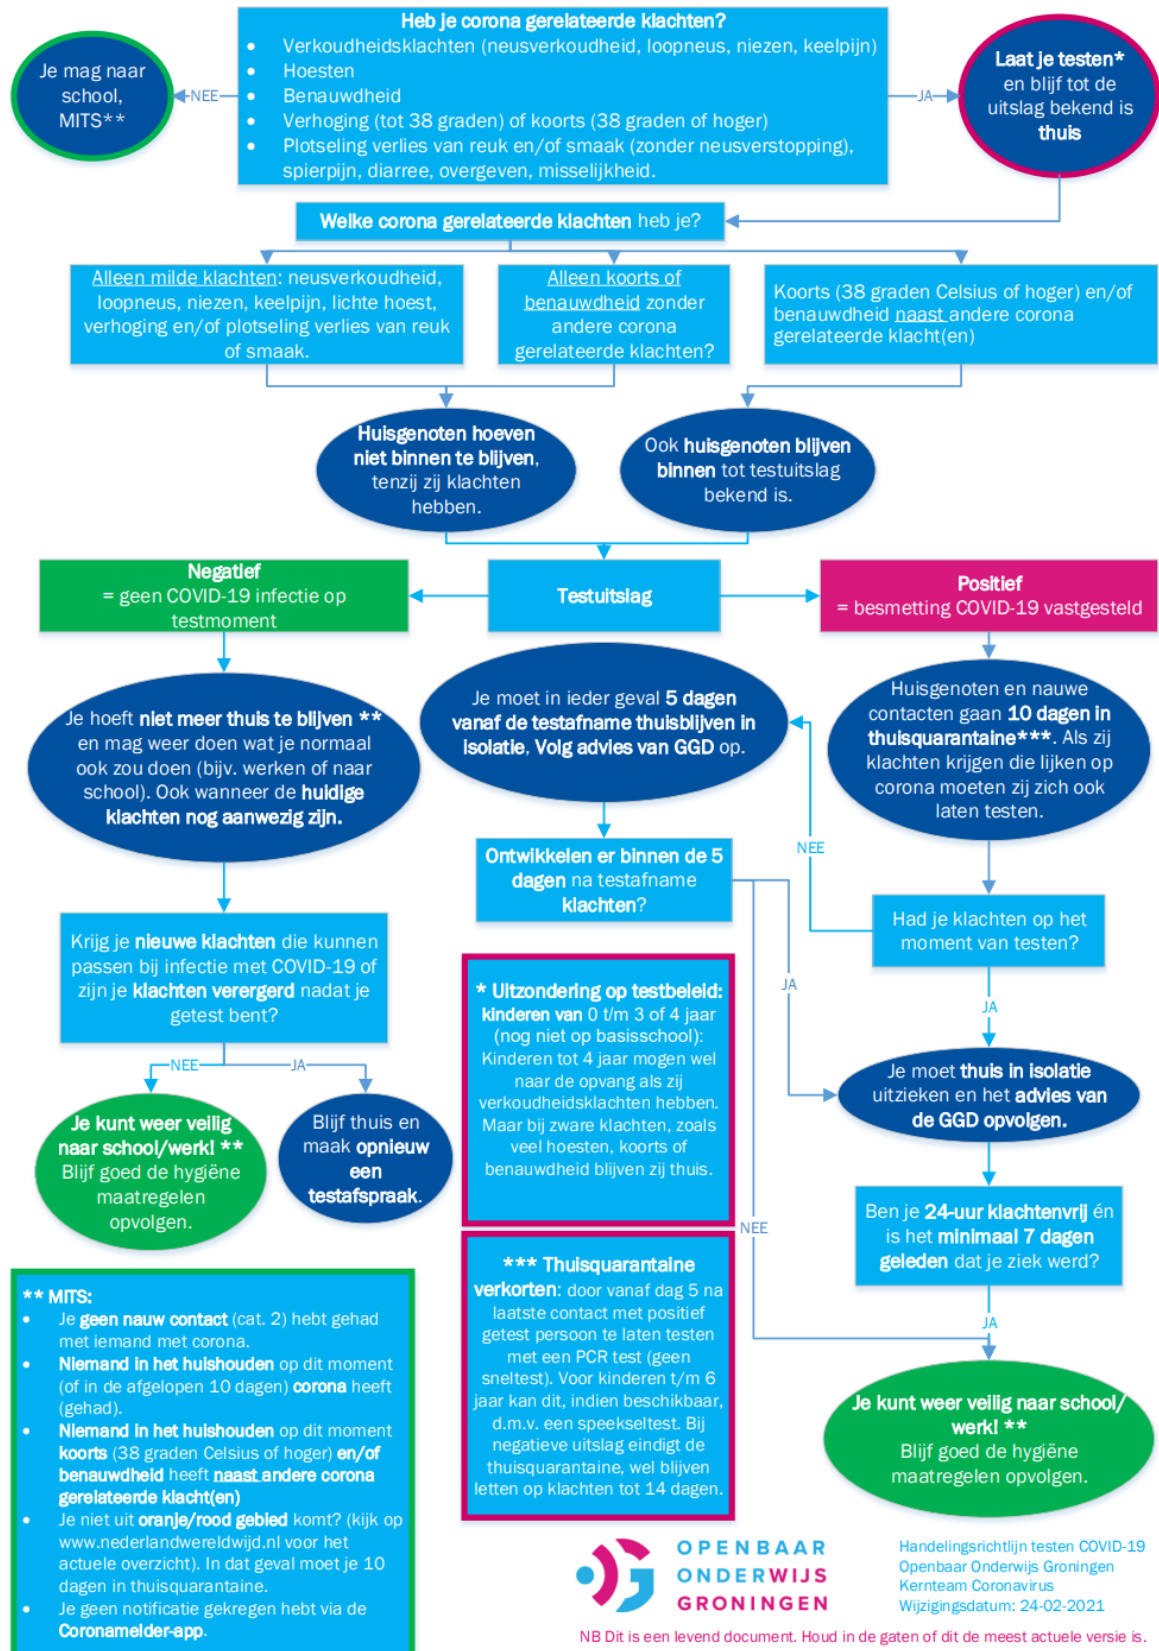 Heb je corona gerelateerde klachten?
• Verkoudheidsklachten (neusverkoudheid, loopneus, niezen, keelpijn)
• Hoesten
• Benauwdheid
• Verhoging (tot 38 graden) of koorts (38 graden of hoger)
• Plotseling verlies van reuk en/of smaak (zonder neusverstopping),
spierpijn, diarree, overgeven, misselijkheid.
NEE
Je mag naar
school,
MITS**
JA
Laat je testen*
en blijf tot de
uitslag bekend is
thuis
Welke corona gerelateerde klachten heb je?
Alleen milde klachten: neusverkoudheid,
loopneus, niezen, keelpijn, lichte hoest,
verhoging en/of plotseling verlies van reuk
of smaak.
Alleen koorts of
benauwdheid zonder
andere corona
gerelateerde klachten?
Koorts (38 graden Celsius of hoger) en/of
benauwdheid naast andere corona
gerelateerde klacht(en)
Huisgenoten hoeven
niet binnen te blijven,
tenzij zij klachten
hebben.
Ook huisgenoten blijven
binnen tot testuitslag
bekend is.
Testuitslag
Negatief
= geen COVID-19 infectie op
testmoment
Positief
= besmetting COVID-19 vastgesteld
Je hoeft niet meer thuis te blijven **
en mag weer doen wat je normaal
ook zou doen (bijv. werken of naar
school). Ook wanneer de huidige
klachten nog aanwezig zijn.
Je moet in ieder geval 5 dagen
vanaf de testafname thuisblijven in
isolatie, Volg advies van GGD op.
Huisgenoten en nauwe
contacten gaan 10 dagen in
thuisquarantaine***. Als zij
klachten krijgen die lijken op
corona moeten zij zich ook
laten testen.
NEE
Ontwikkelen er binnen de 5
dagen na testafname
klachten?
Had je klachten op het
moment van testen?
Krijg je nieuwe klachten die kunnen
passen bij infectie met COVID-19 of
zijn je klachten verergerd nadat je
getest bent?
JA
JA
NEE
JA
Je kunt weer veilig
naar school/werk! **
Blijf goed de hygiëne
maatregelen
opvolgen.
Blijf thuis en
maak opnieuw
een
testafspraak.
* Uitzondering op testbeleid:
kinderen van 0 t/m 3 of 4 jaar
(nog niet op basisschool):
Kinderen tot 4 jaar mogen wel
naar de opvang als zij
verkoudheidsklachten hebben.
Maar bij zware klachten, zoals
veel hoesten, koorts of
benauwdheid blijven zij thuis.
Je moet thuis in isolatie
uitzieken en het advies van
de GGD opvolgen.
NEE
Ben je 24-uur klachtenvrij én
is het minimaal 7 dagen
geleden dat je ziek werd?
JA
Je kunt weer veilig naar school/
werk! **
Blijf goed de hygiëne
maatregelen opvolgen.
*** Thuisquarantaine
verkorten: door vanaf dag 5 na
laatste contact met positief
getest persoon te laten testen
met een PCR test (geen
sneltest). Voor kinderen t/m 6
jaar kan dit, indien beschikbaar,
d.m.v. een speekseltest. Bij
negatieve uitslag eindigt de
thuisquarantaine, wel blijven
letten op klachten tot 14 dagen.
** MITS:
• Je geen nauw contact (cat. 2) hebt gehad
met iemand met corona.
• Niemand in het huishouden op dit moment
(of in de afgelopen 10 dagen) corona heeft
(gehad).
• Niemand in het huishouden op dit moment
koorts (38 graden Celsius of hoger) en/of
benauwdheid heeft naast andere corona
gerelateerde klacht(en)
• Je niet uit oranje/rood gebied komt? (kijk op
www.nederlandwereldwijd.nl voor het
actuele overzicht). In dat geval moet je 10
dagen in thuisquarantaine.
• Je geen notificatie gekregen hebt via de
Coronamelder-app.
OPENBAAR
ONDERWIJS
GRONINGEN
Handelingsrichtlijn testen COVID-19
Openbaar Onderwijs Groningen
Kernteam Coronavirus
Wijzigingsdatum: 24-02-2021
NB Dit is een levend document. Houd in de gaten of dit de meest actuele versie is.